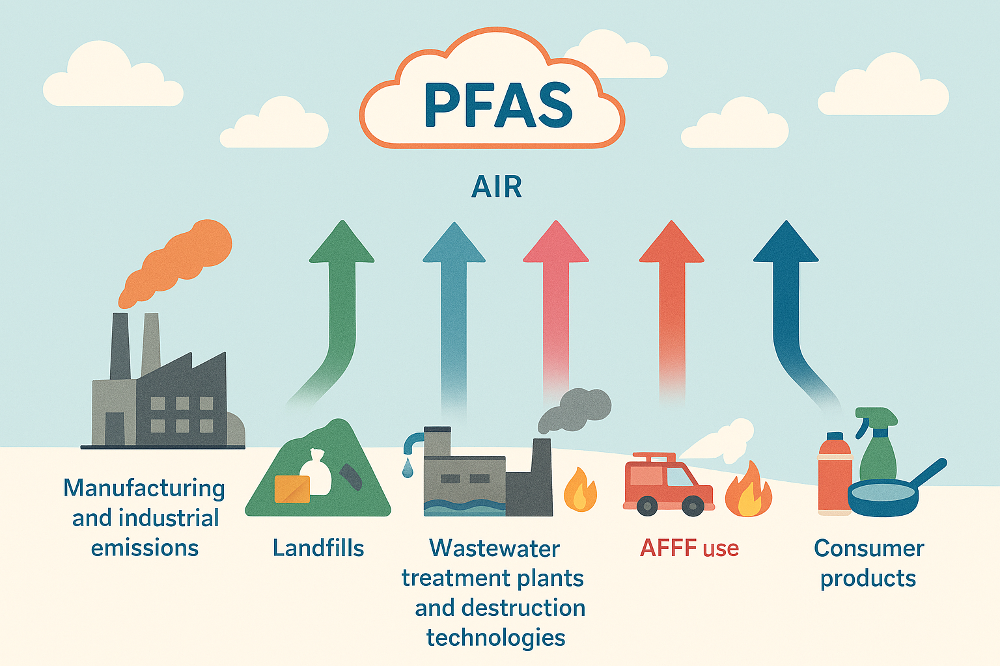 PFAS
AIR
Manufacturing
and industrial
emissions
Landfills
Wastewater
treatment plants
and destruction
technologies
AFFF use
Consumer
products